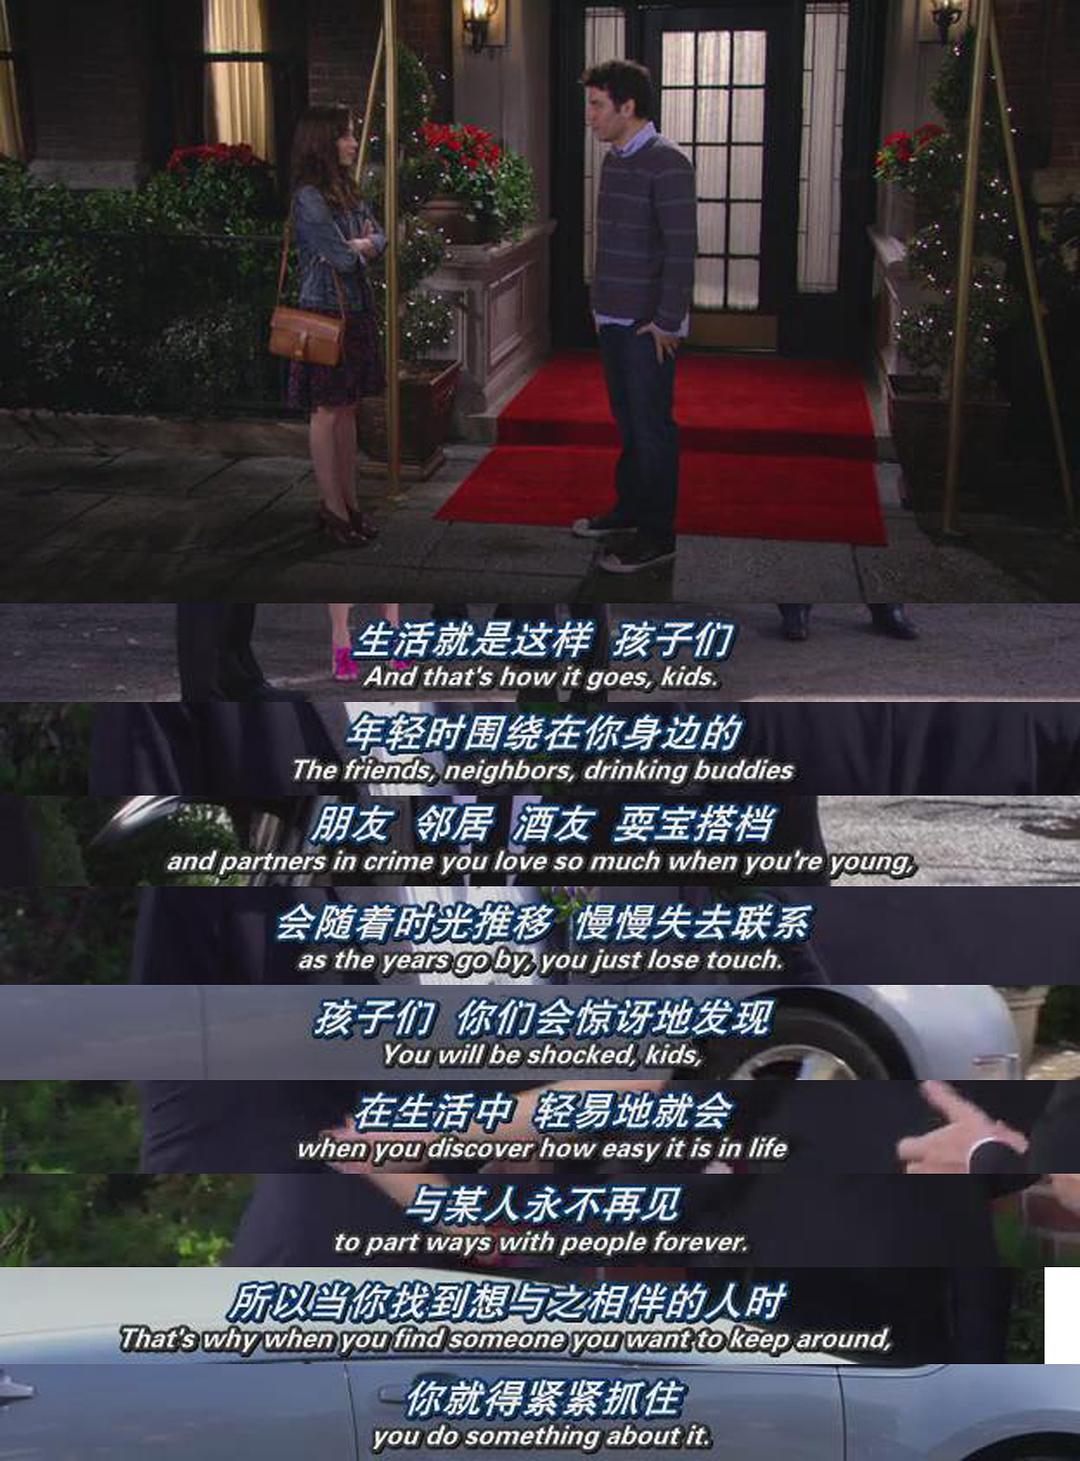 生活就是这样 孩子们
And that's how it goes, kids.
年轻时围绕在你身边的
The friends, neighbors, drinking buddies
朋友 邻居 酒友 耍宝搭档
and partners in crime you love so much when you're young,
会随着时光推移 慢慢失去联系
as the years go by, you just lose touch.
孩子们 你们会惊讶地发现
You will be shocked, kids,
在生活中 轻易地就会
when you discover how easy it is in life
与某人永不再见
to part ways with people forever.
所以当你找到想与之相伴的人时
That's why when you find someone you want to keep around,
你就得紧紧抓住
you do something about it.